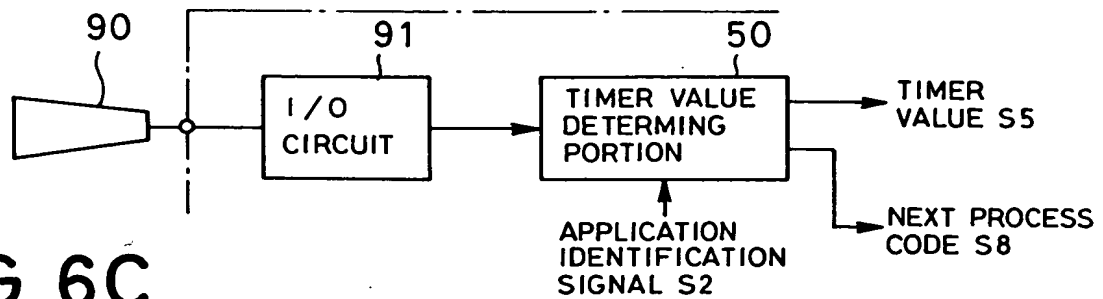 90
91
50
I/O
CIRCUIT
TIMER VALUE
DETERMING
PORTION
TIMER
VALUE S5
NEXT PROCESS
CODE S8
APPLICATION
IDENTIFICATION
SIGNAL S2
G 6C